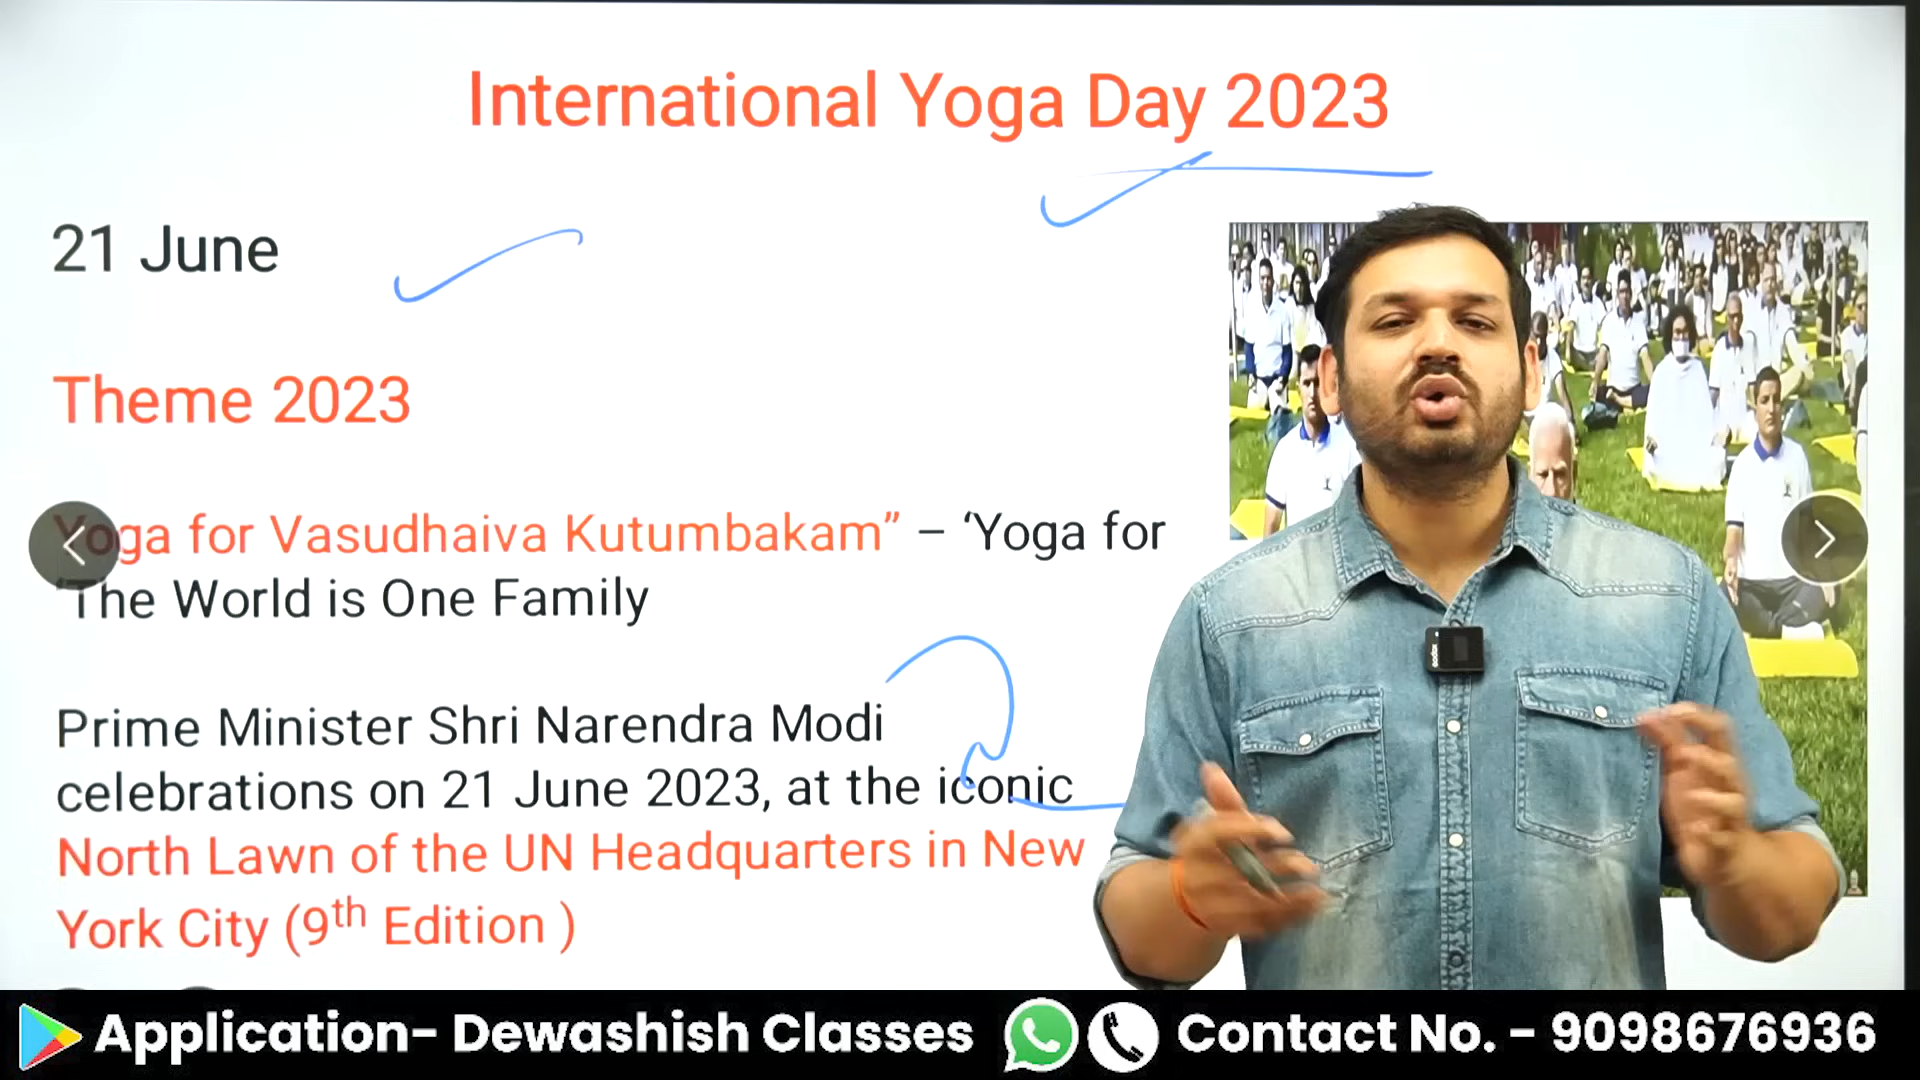 International Yoga Day 2023
21 June
Theme 2023
Yoga for Vasudhaiva Kutumbakam” – ‘Yoga for
‘The World is One Family
Prime Minister Shri Narendra Modi
celebrations on 21 June 2023, at the iconic
North Lawn of the UN Headquarters in New
York City (9th Edition )
Application- Dewashish Classes
Contact No. - 9098676936